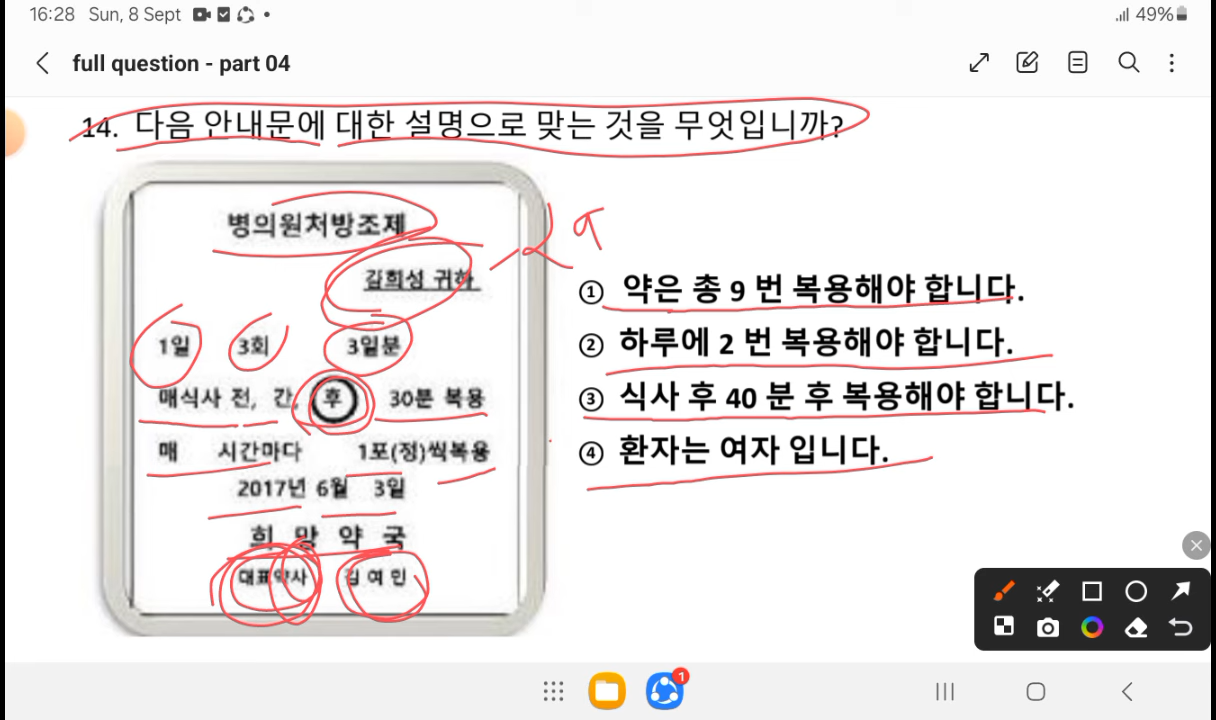 16:28 Sun, 8 Sept
49%
full question - part 04
14. 다음 안내문에 대한 설명으로 맞는 것을 무엇입니까?
병의원처방조제
김희성 귀하
1일 3회 3일분
매식사 전, 간, 후 30분 복용
매 시간마다 1포(정)씩복용
2017년 6월 3일
희 망 약 국
대표약사 김 여 민
① 약은 총 9 번 복용해야 합니다.
② 하루에 2 번 복용해야 합니다.
③ 식사 후 40 분 후 복용해야 합니다.
④ 환자는 여자 입니다.
1